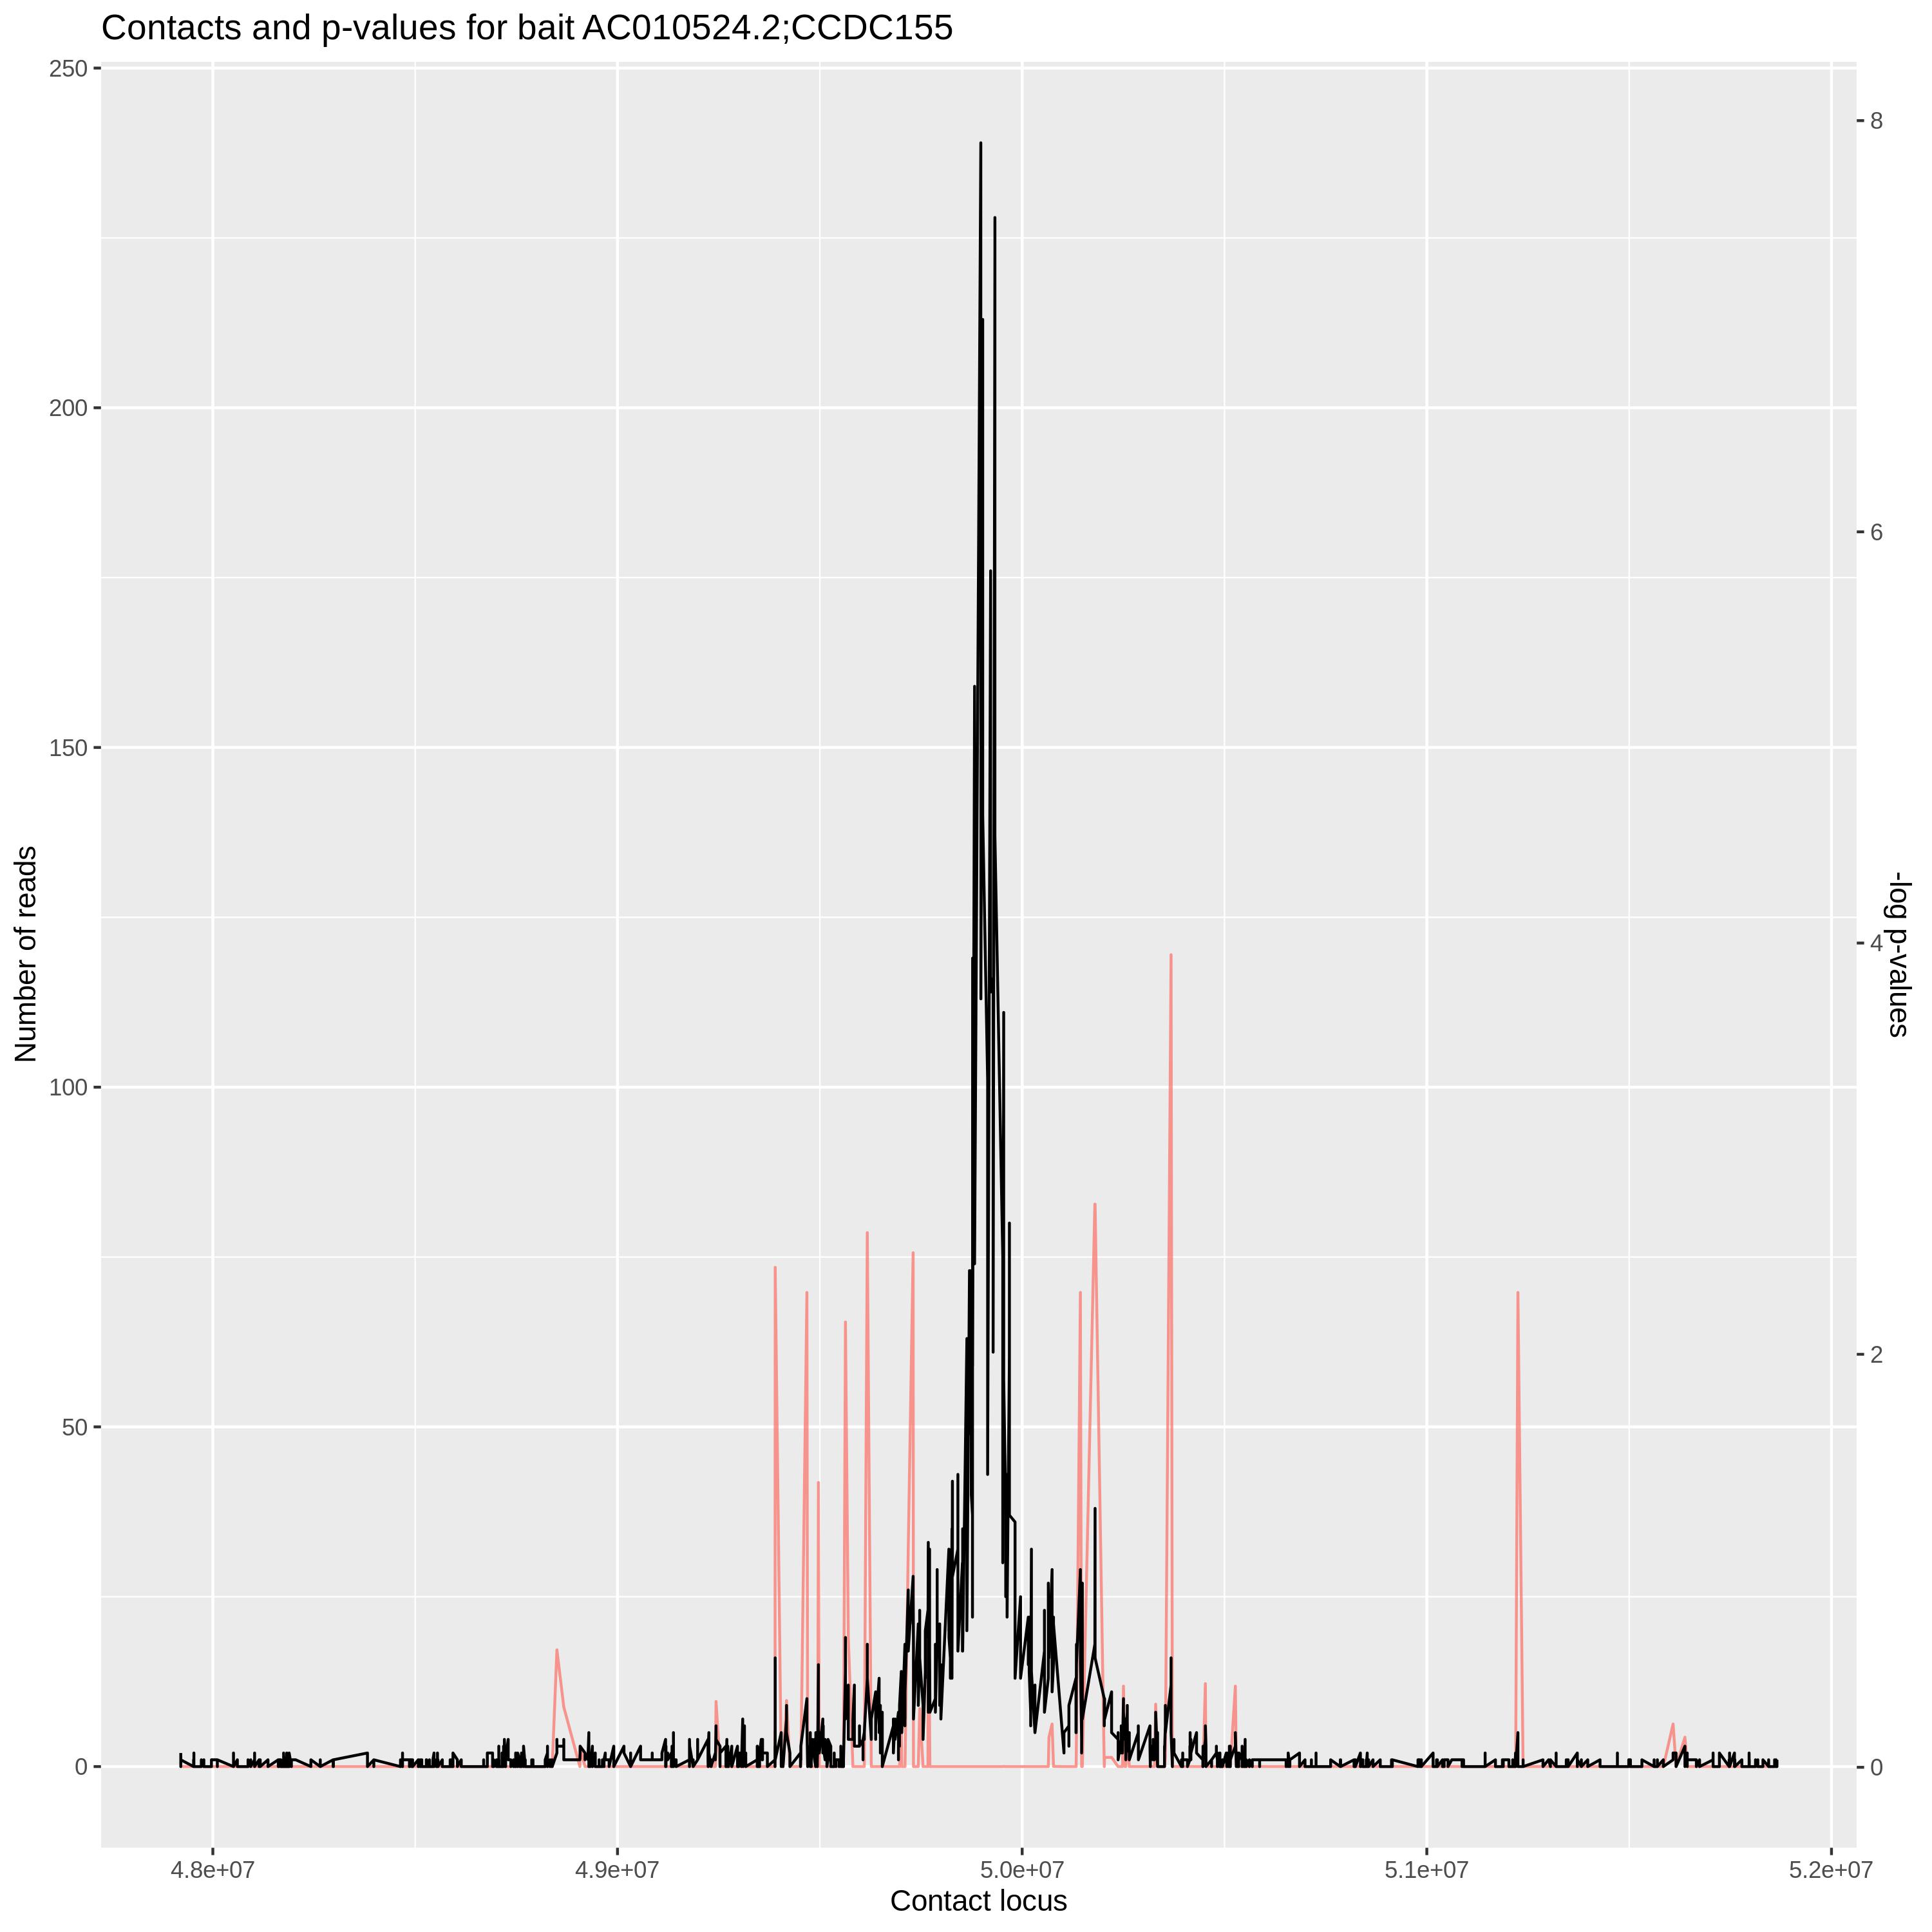 Contacts and p-values for bait AC010524.2;CCDC155
250
200
150
100
50
0
Number of reads
8
6
4
2
0
-log p-values
4.8e+07
4.9e+07
5.0e+07
5.1e+07
5.2e+07
Contact locus